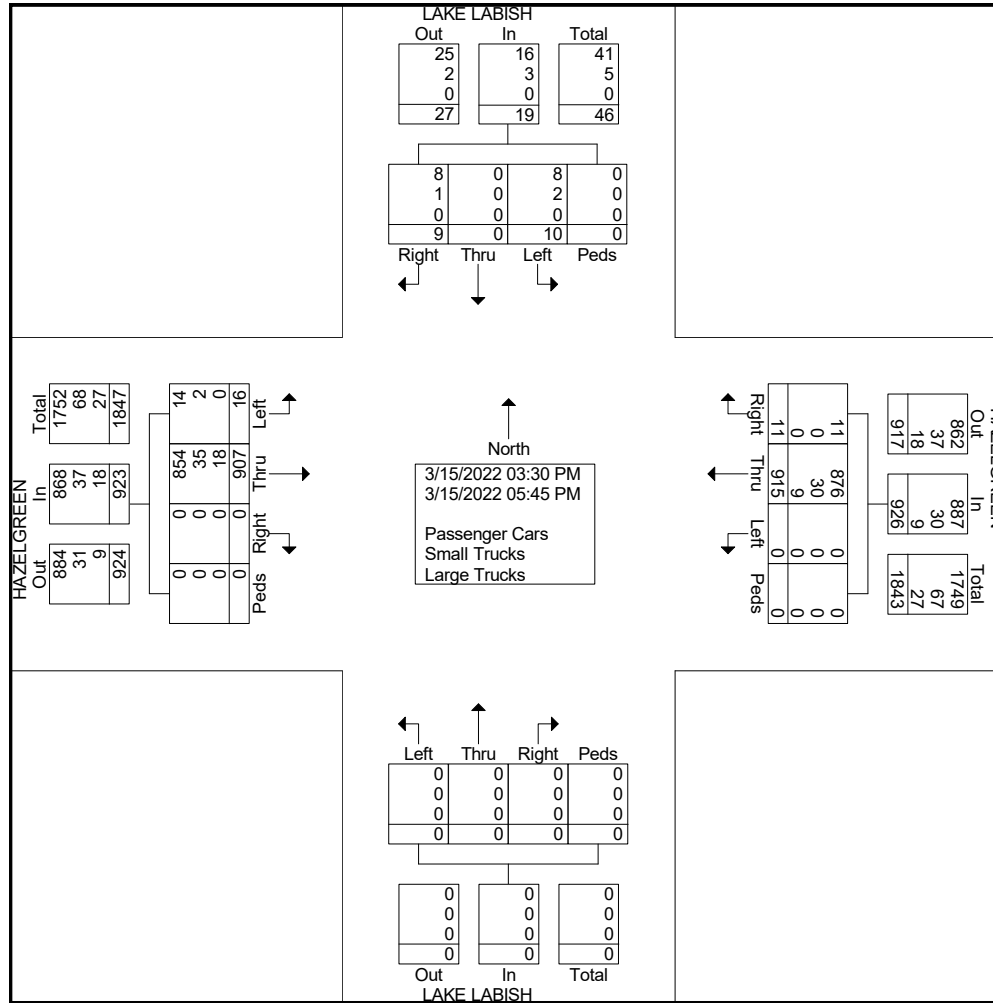 LAKE LABISH
Out In Total
25 16 41
2 3 5
0 0 0
27 19 46
8 0 8 0
1 0 2 0
0 0 0 0
9 0 10 0
Right Thru Left Peds
HAZELGREEN
Total In Out
1752 868 884
68 37 31
27 18 9
1847 923 924
14 854 0 0
2 35 0 0
0 18 0 0
16 907 0 0
Left Thru Right Peds
North
3/15/2022 03:30 PM
3/15/2022 05:45 PM
Passenger Cars
Small Trucks
Large Trucks
Right Thru Left Peds
11 876 0 0
0 30 0 0
0 9 0 0
11 915 0 0
Out In Total
862 887 1749
37 30 67
18 9 27
917 926 1843
Left Thru Right Peds
0 0 0 0
0 0 0 0
0 0 0 0
0 0 0 0
0 0 0
0 0 0
0 0 0
0 0 0
Out In Total
LAKE LABISH